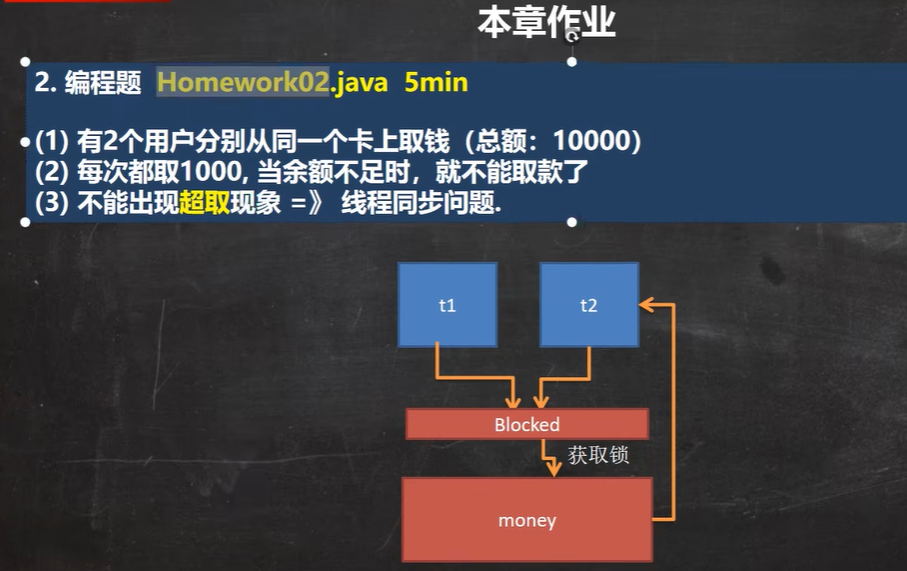 本章作业
2. 编程题 Homework02.java 5min
(1) 有2个用户分别从同一个卡上取钱（总额：10000）
(2) 每次都取1000, 当余额不足时，就不能取款了
(3) 不能出现超取现象 =》 线程同步问题.
t1
t2
Blocked
获取锁
money